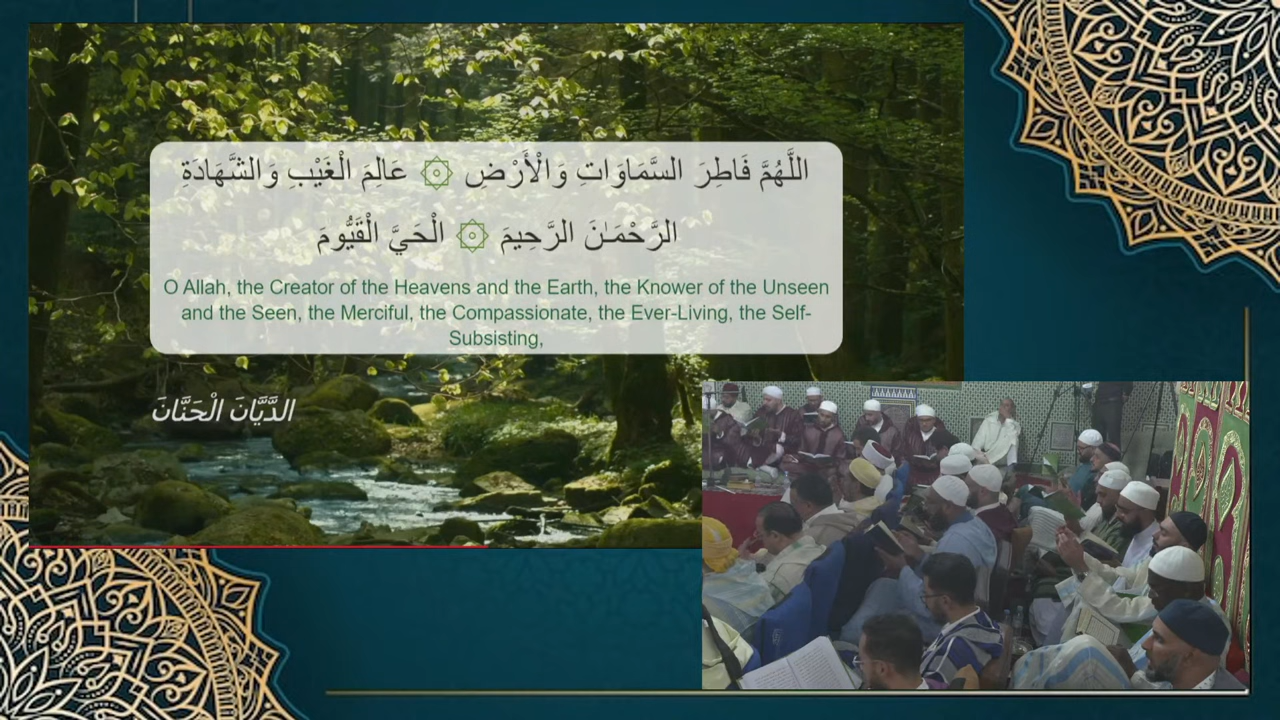 اللَّهُمَّ فَاطِرَ السَّمَاوَاتِ وَالْأَرْضِ ۞ عَالِمَ الْغَيْبِ وَالشَّهَادَةِ
الرَّحْمَـٰنَ الرَّحِيمَ ۞ الْحَيَّ الْقَيُّومَ
O Allah, the Creator of the Heavens and the Earth, the Knower of the Unseen
and the Seen, the Merciful, the Compassionate, the Ever-Living, the Self-
Subsisting,
الدَّيَّانَ الْحَنَّانَ